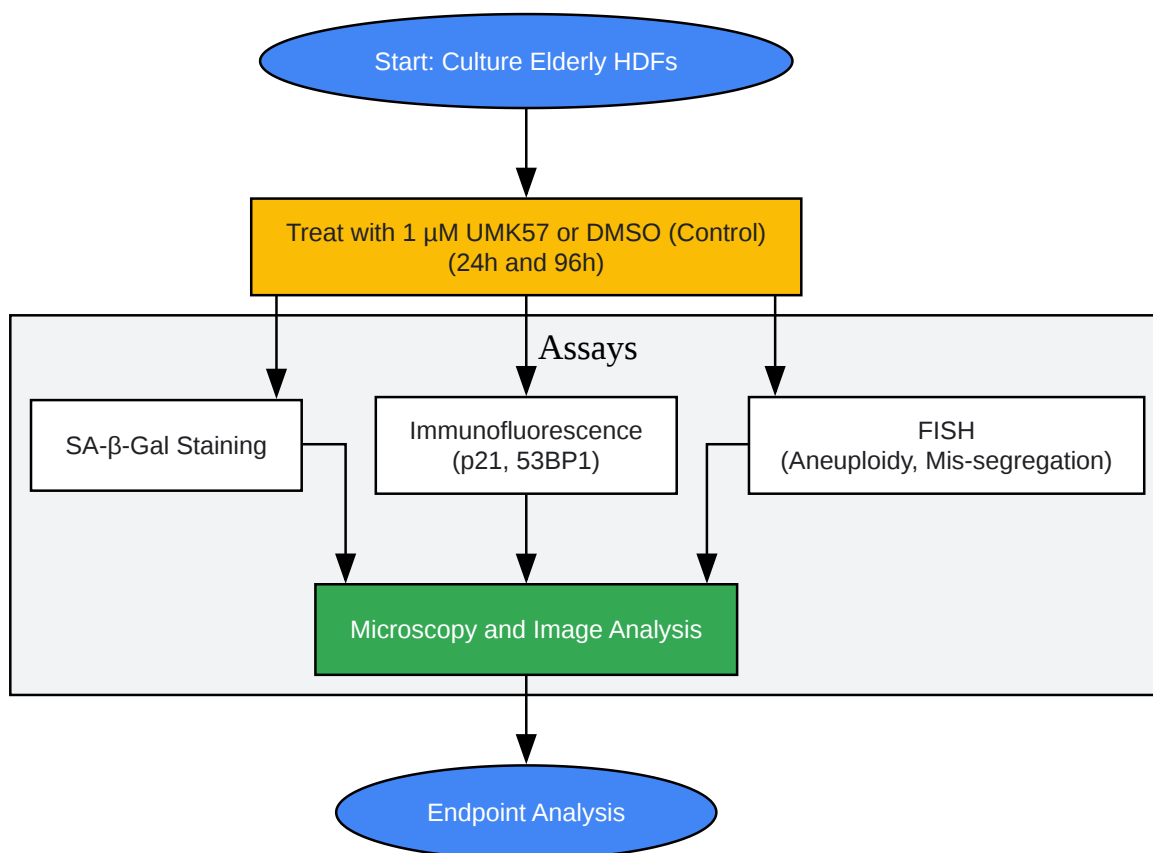 Start: Culture Elderly HDFs
Treat with 1 µM UMK57 or DMSO (Control)
(24h and 96h)
Assays
SA-β-Gal Staining
Immunofluorescence
(p21, 53BP1)
FISH
(Aneuploidy, Mis-segregation)
Microscopy and Image Analysis
Endpoint Analysis